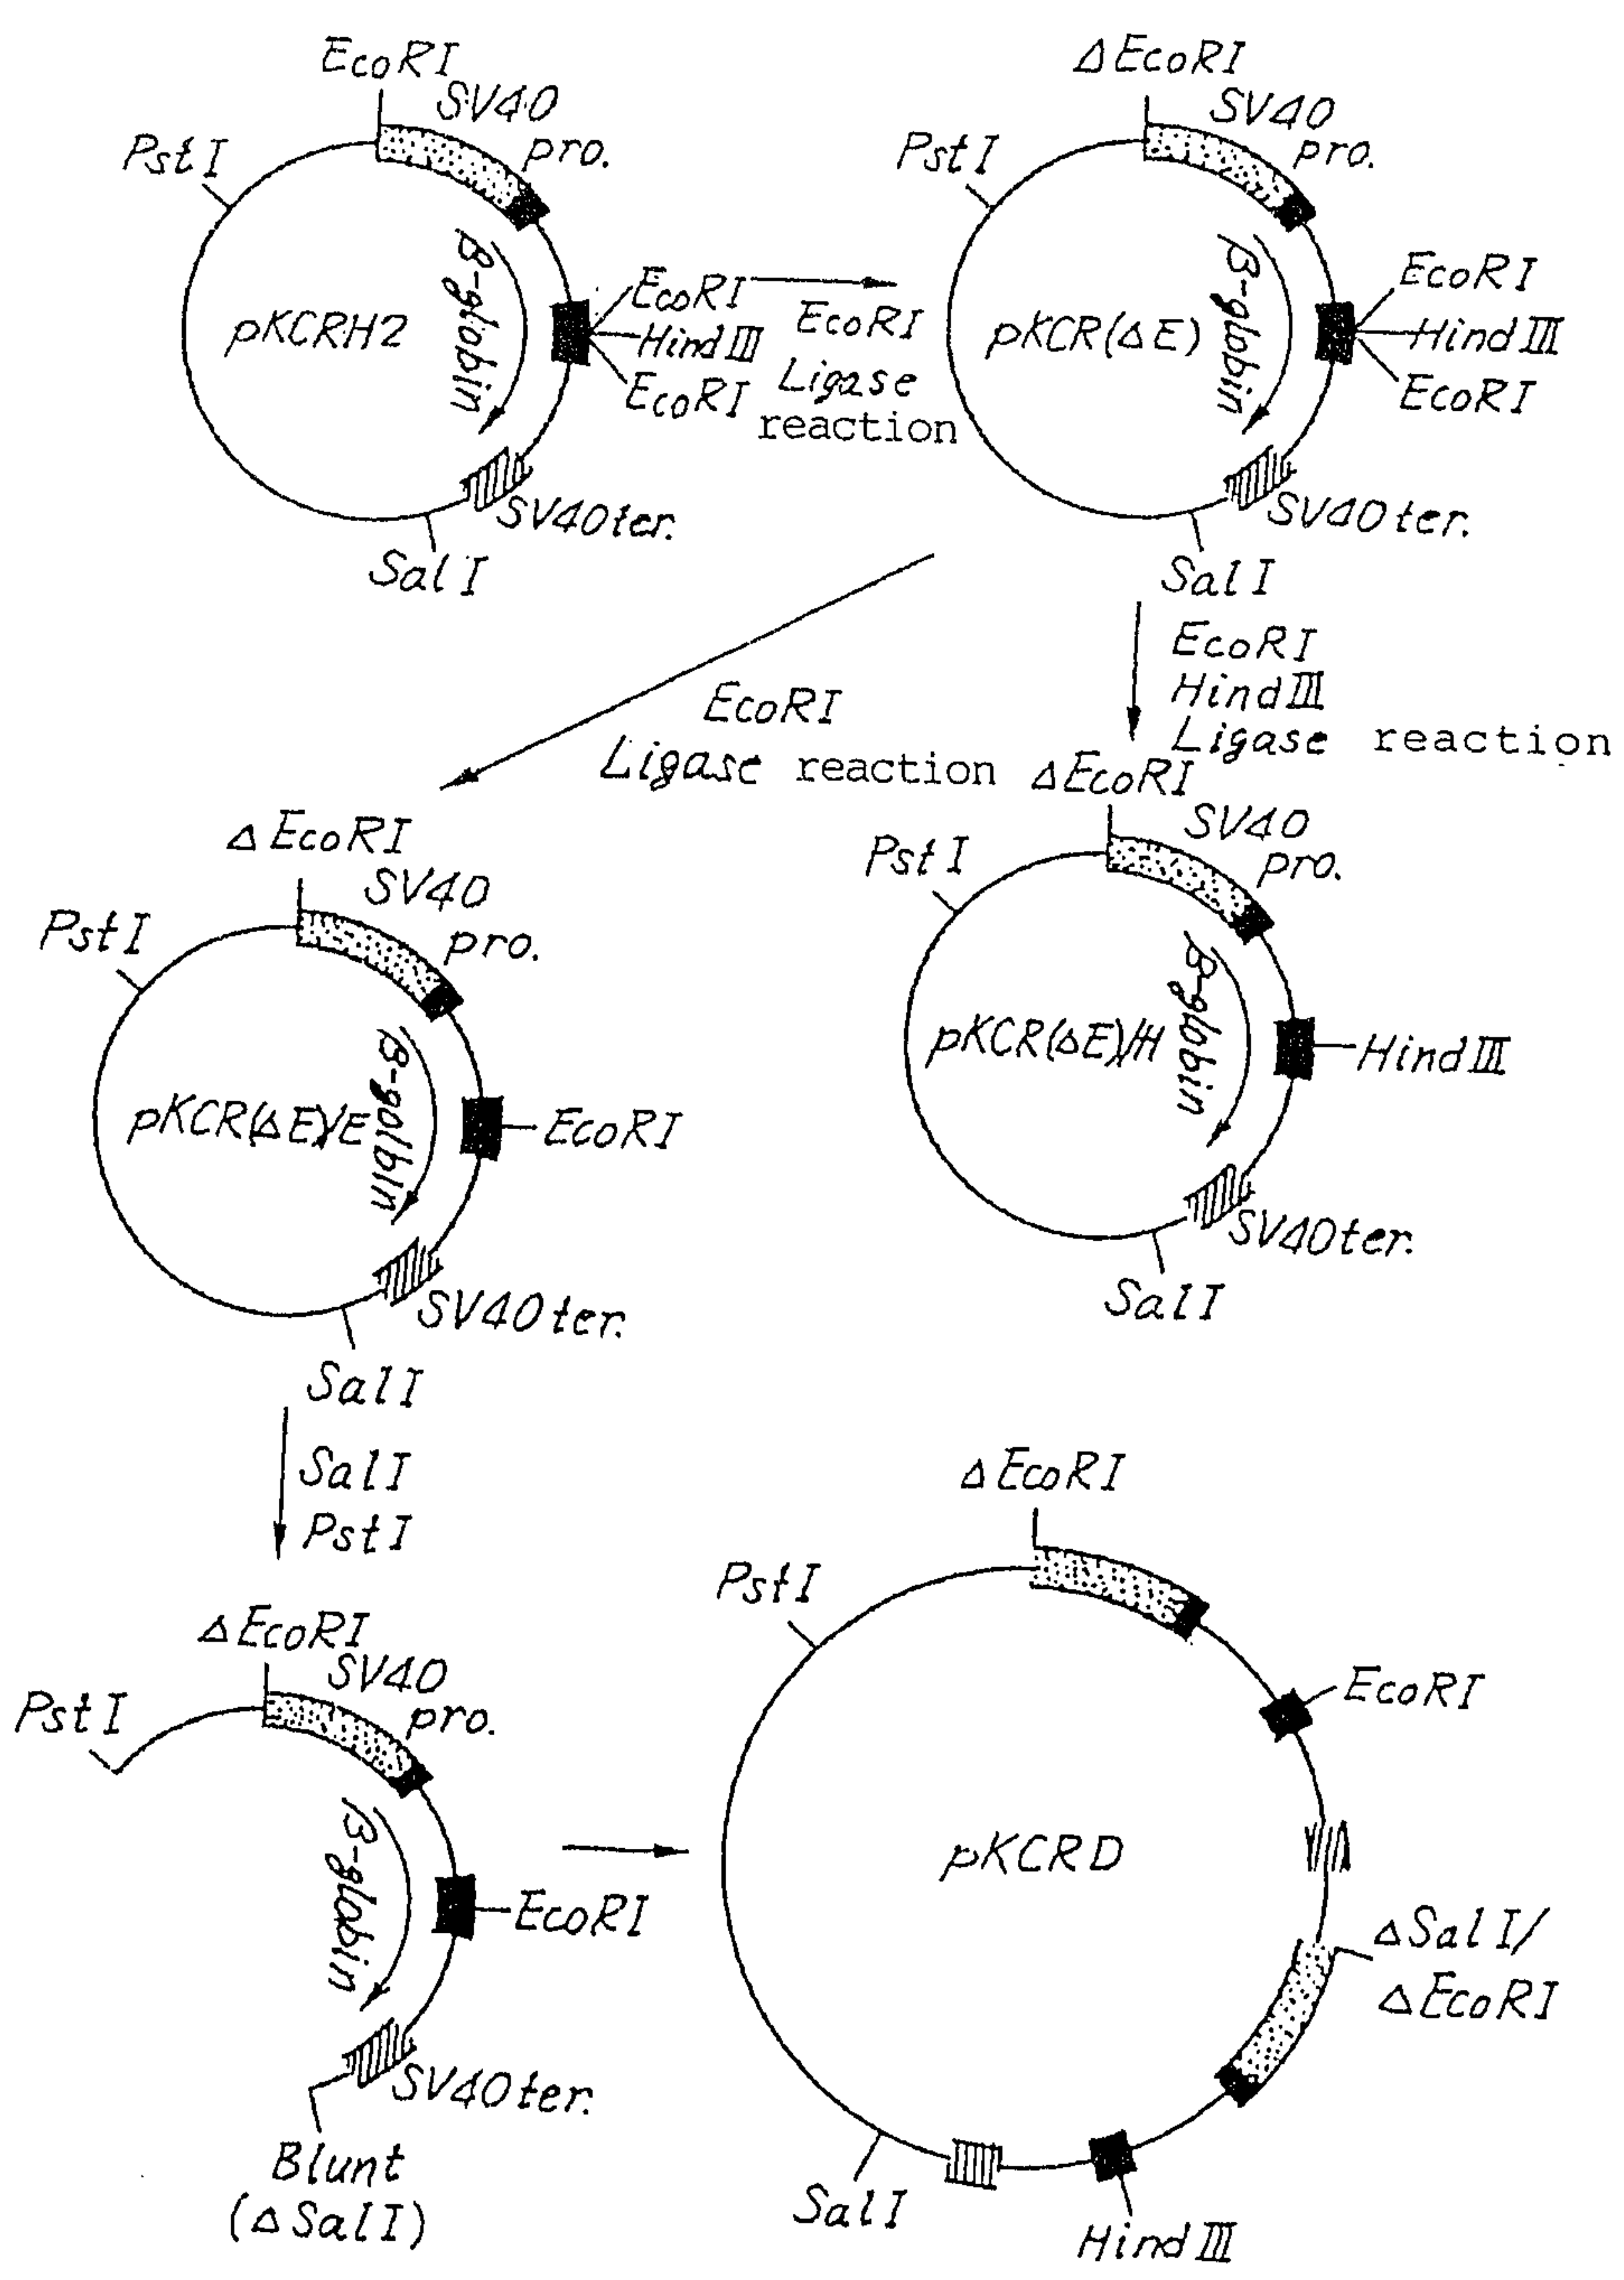 EcoRI
SV40
pro.
PstI
pKCRH2
β-globin
EcoRI
HindIII
EcoRI
SV40ter.
SalI
EcoRI
Ligase
reaction
ΔEcoRI
SV40
pro.
PstI
pKCR(ΔE)
β-globin
EcoRI
HindIII
EcoRI
SV40ter.
SalI
EcoRI
HindIII
Ligase reaction
EcoRI
Ligase reaction
ΔEcoRI
SV40
pro.
PstI
pKCR(ΔE)/H
β-globin
HindIII
SV40ter.
SalI
ΔEcoRI
SV40
pro.
PstI
pKCR(ΔE)/E
β-golbin
EcoRI
SV40ter.
SalI
SalI
PstI
ΔEcoRI
SV40
pro.
PstI
β-globin
EcoRI
SV40ter.
Blunt
(ΔSalI)
ΔEcoRI
PstI
EcoRI
pKCRD
ΔSalI/
ΔEcoRI
SalI
HindIII